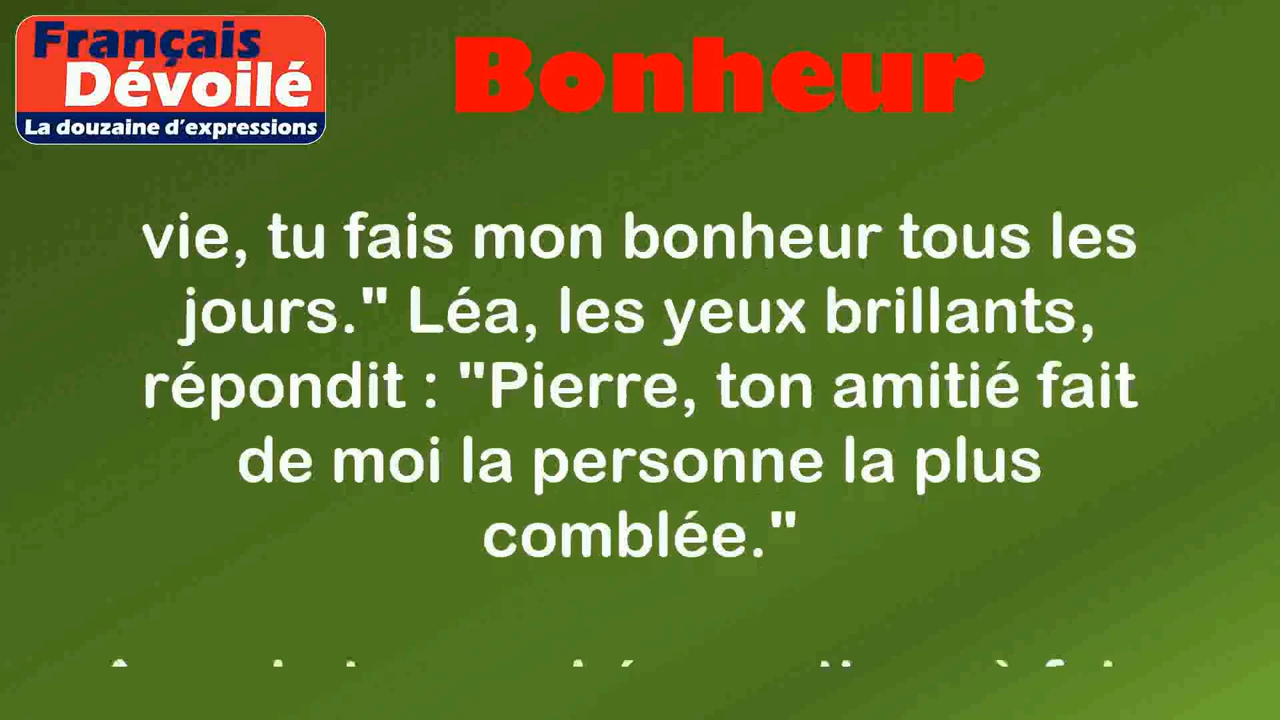 Français
Dévoilé
La douzaine d'expressions
Bonheur
vie, tu fais mon bonheur tous les
jours." Léa, les yeux brillants,
répondit : "Pierre, ton amitié fait
de moi la personne la plus
comblée."